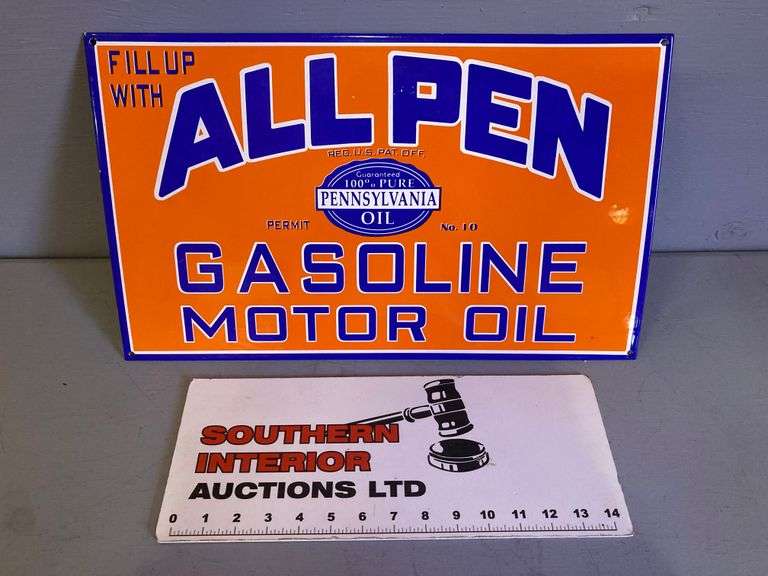 FILL UP
WITH
ALL PEN
REG. U.S. PAT. OFF.
Guaranteed
100% PURE
PENNSYLVANIA
OIL
PERMIT No. 10
GASOLINE
MOTOR OIL
SOUTHERN
INTERIOR
AUCTIONS LTD
0 1 2 3 4 5 6 7 8 9 10 11 12 13 14